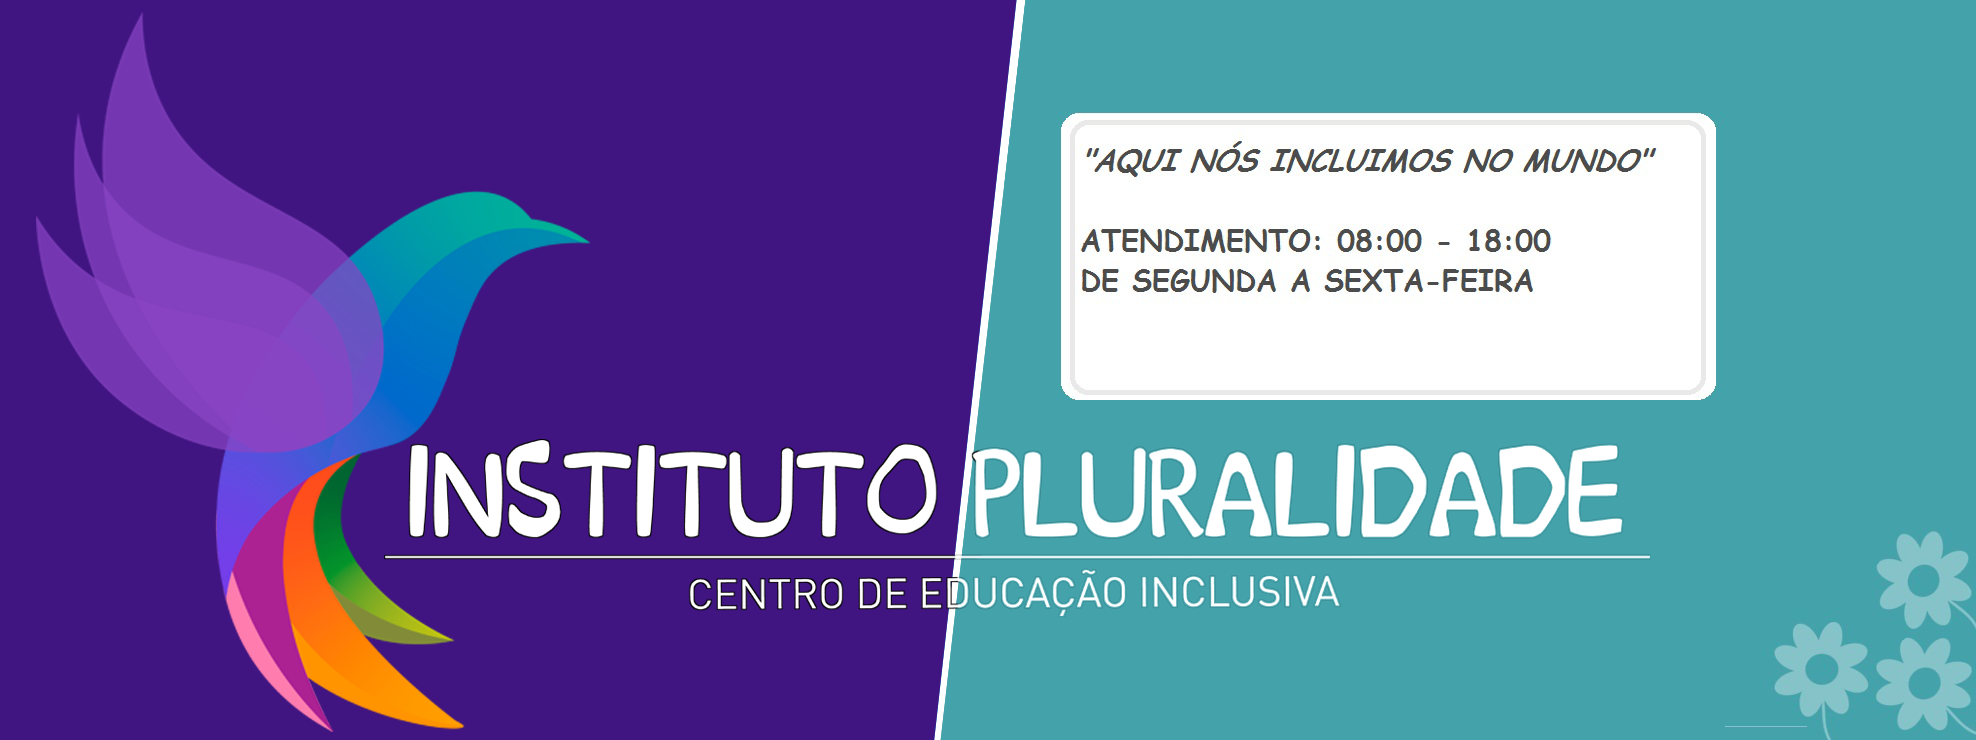 "AQUI NÓS INCLUIMOS NO MUNDO"
ATENDIMENTO: 08:00 - 18:00
DE SEGUNDA A SEXTA-FEIRA
INSTITUTO PLURALIDADE
CENTRO DE EDUCAÇÃO INCLUSIVA